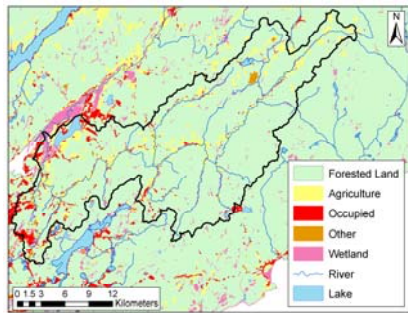 N
Forested Land
Agriculture
Occupied
Other
Wetland
River
Lake
0 1.5 3 6 9 12
Kilometers